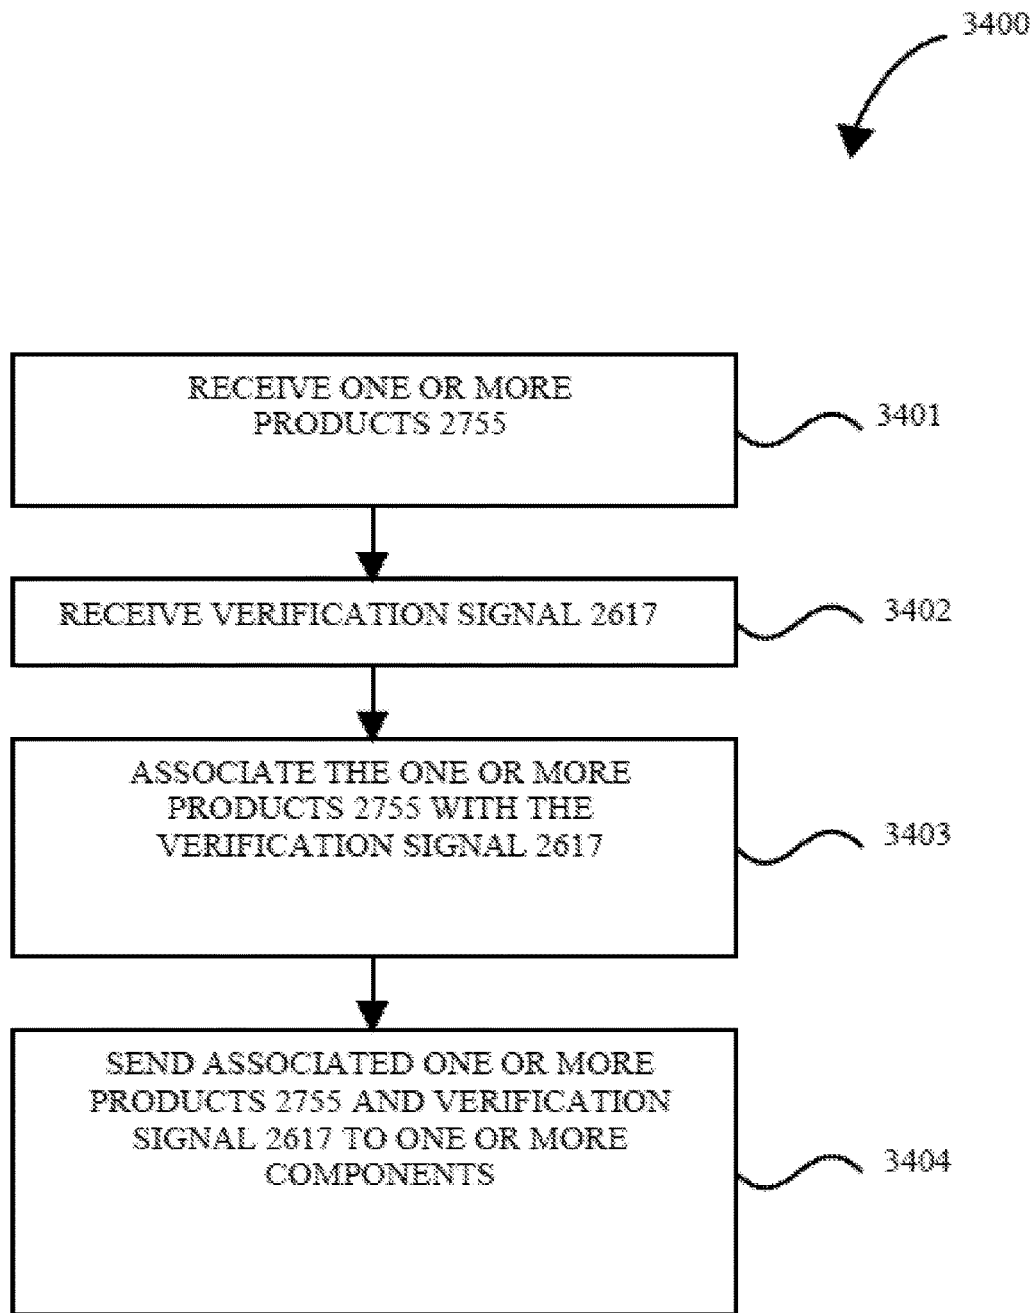 3400
RECEIVE ONE OR MORE
PRODUCTS 2755
3401
RECEIVE VERIFICATION SIGNAL 2617
3402
ASSOCIATE THE ONE OR MORE
PRODUCTS 2755 WITH THE
VERIFICATION SIGNAL 2617
3403
SEND ASSOCIATED ONE OR MORE
PRODUCTS 2755 AND VERIFICATION
SIGNAL 2617 TO ONE OR MORE
COMPONENTS
3404